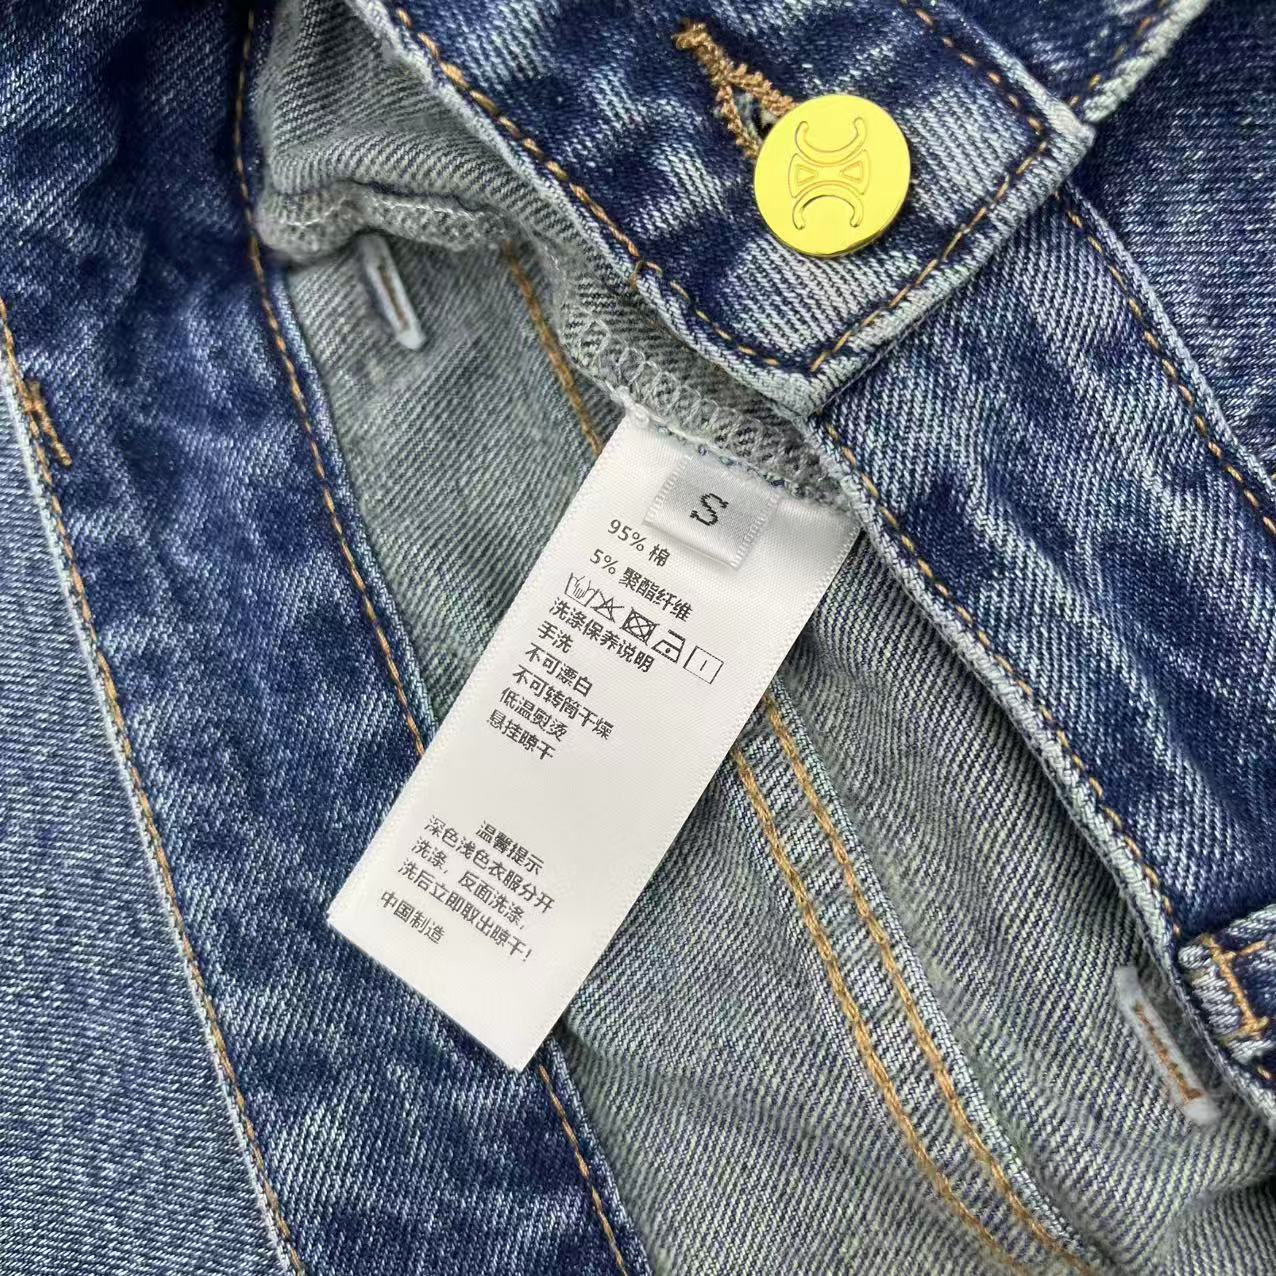 S
95% 棉
5% 聚酯纤维
洗涤保养说明
手洗
不可漂白
不可转筒干燥
低温熨烫
悬挂晾干
温馨提示
深色浅色衣服分开
洗涤，反面洗涤，
洗后立即取出晾干！
中国制造